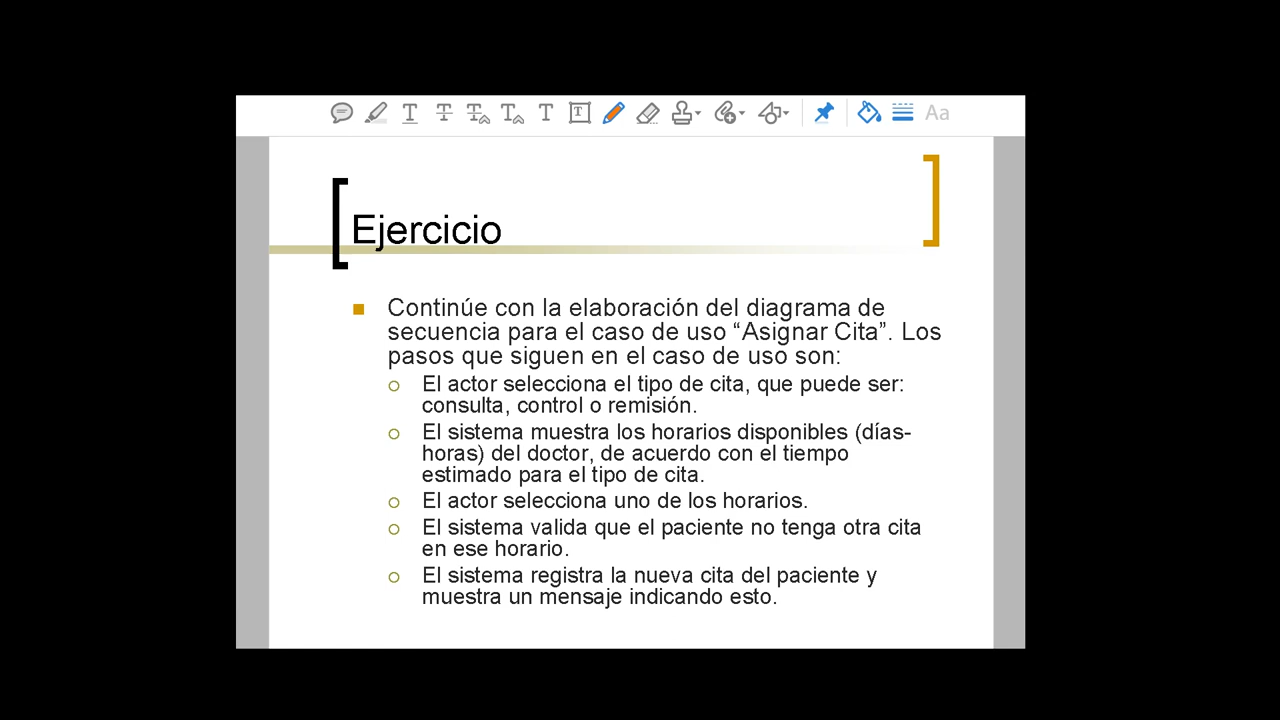 T T T T T T Aa
Ejercicio
Continúe con la elaboración del diagrama de
secuencia para el caso de uso “Asignar Cita”. Los
pasos que siguen en el caso de uso son:
El actor selecciona el tipo de cita, que puede ser:
consulta, control o remisión.
El sistema muestra los horarios disponibles (días-
horas) del doctor, de acuerdo con el tiempo
estimado para el tipo de cita.
El actor selecciona uno de los horarios.
El sistema valida que el paciente no tenga otra cita
en ese horario.
El sistema registra la nueva cita del paciente y
muestra un mensaje indicando esto.